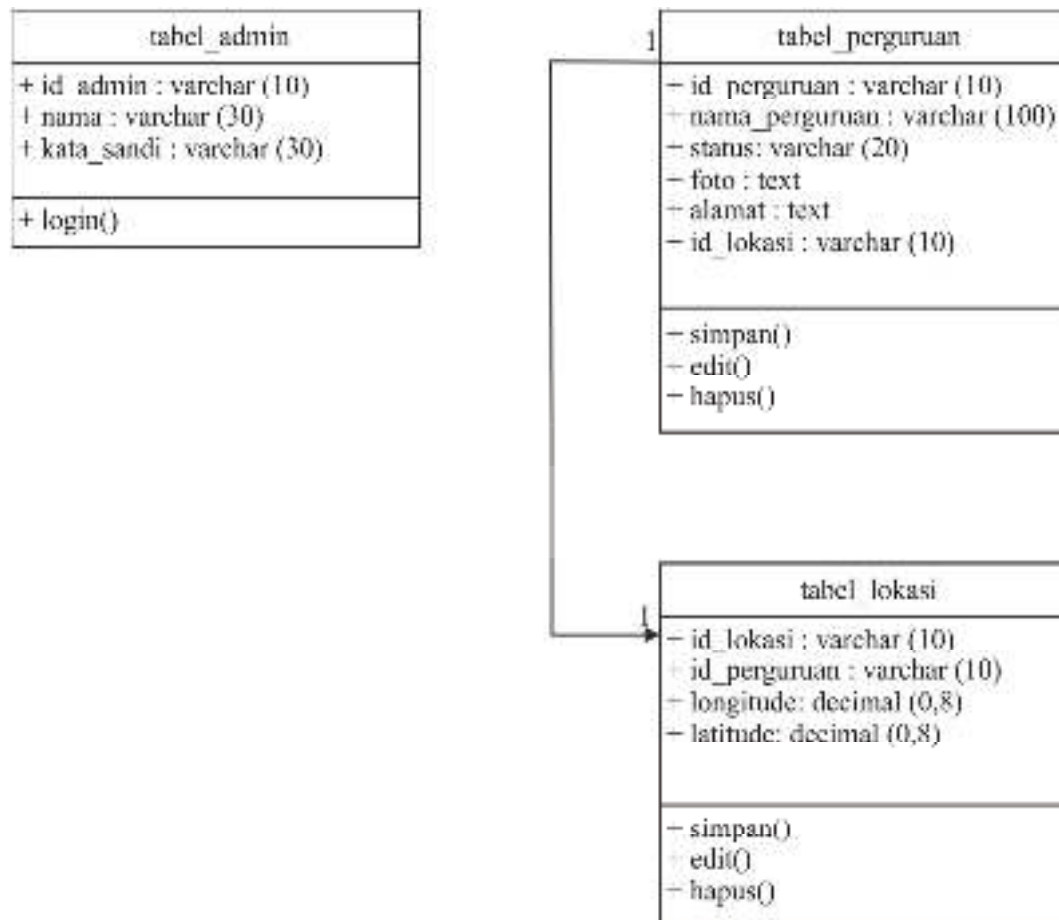 tabel_admin
+ id_admin : varchar (10)
+ nama : varchar (30)
+ kata_sandi : varchar (30)
+ login()
1
tabel_perguruan
+ id_perguruan : varchar (10)
+ nama_perguruan : varchar (100)
+ status: varchar (20)
+ foto : text
+ alamat : text
+ id_lokasi : varchar (10)
+ simpan()
+ edit()
+ hapus()
1
tabel_lokasi
+ id_lokasi : varchar (10)
+ id_perguruan : varchar (10)
+ longitude: decimal (0,8)
+ latitude: decimal (0,8)
+ simpan()
+ edit()
+ hapus()